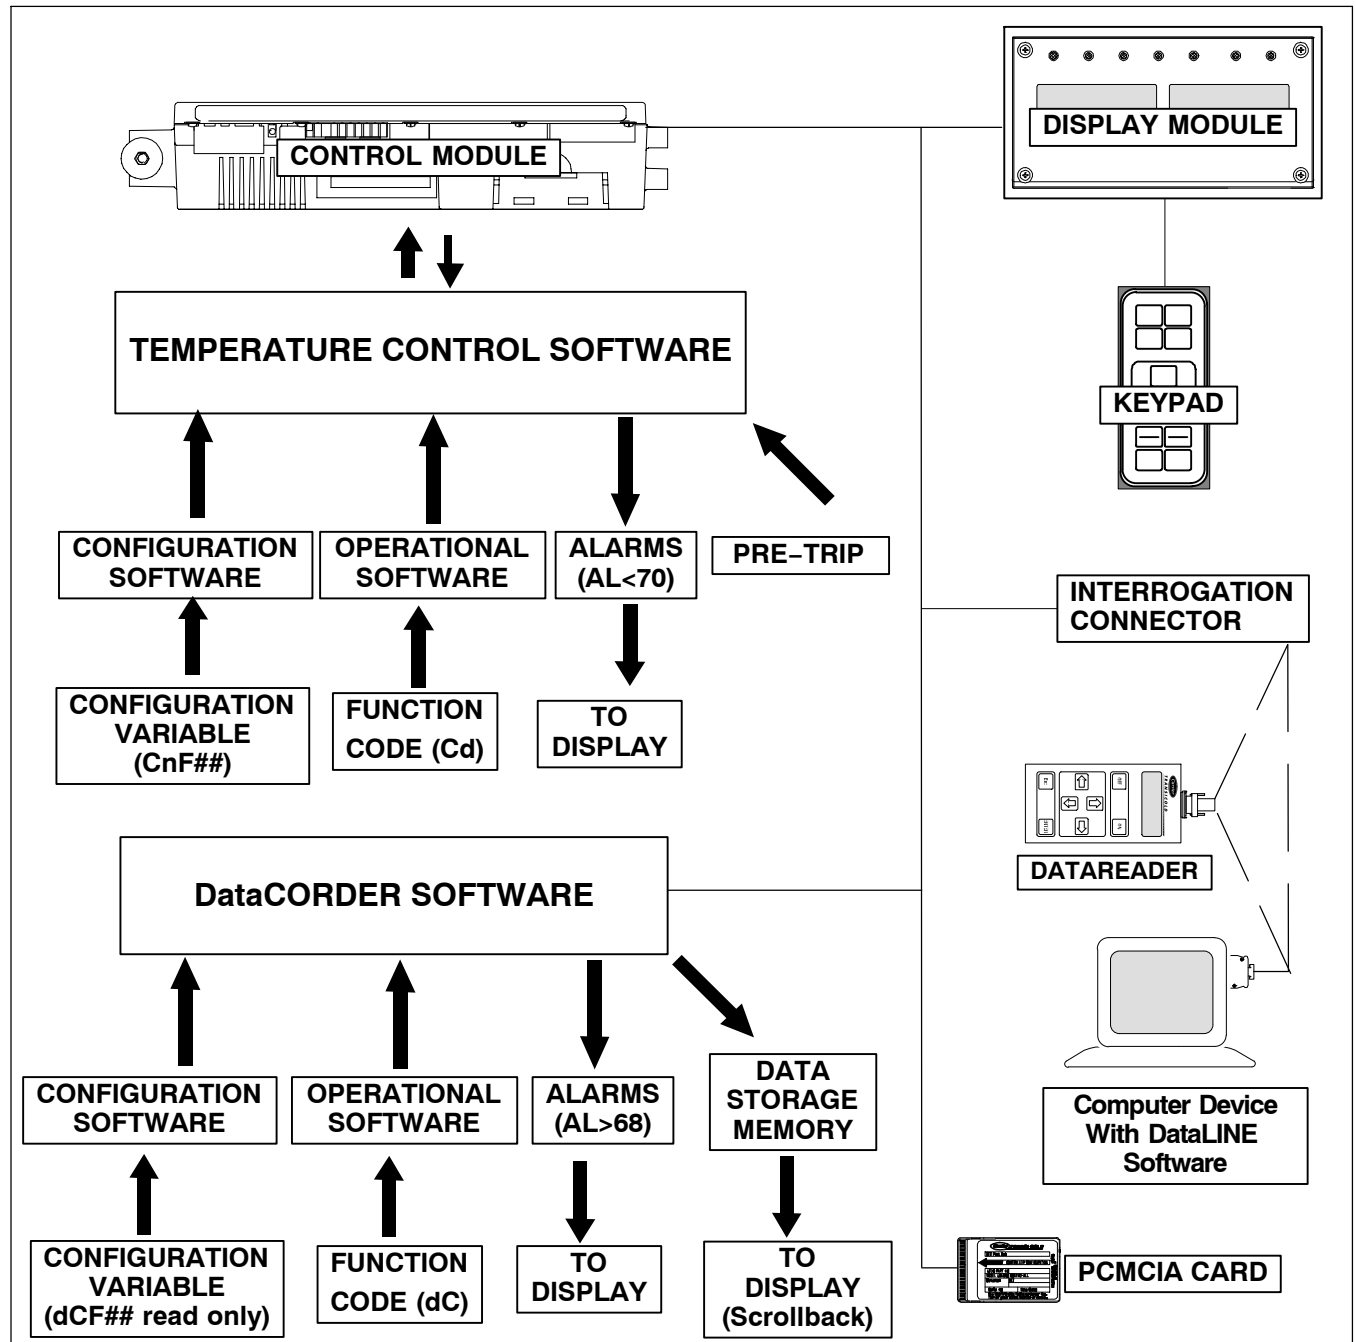 CONTROL MODULE
DISPLAY MODULE
TEMPERATURE CONTROL SOFTWARE
KEYPAD
CONFIGURATION
SOFTWARE
OPERATIONAL
SOFTWARE
ALARMS
(AL<70)
PRE–TRIP
INTERROGATION
CONNECTOR
CONFIGURATION
VARIABLE
(CnF##)
FUNCTION
CODE (Cd)
TO
DISPLAY
DATAREADER
DataCORDER SOFTWARE
CONFIGURATION
SOFTWARE
OPERATIONAL
SOFTWARE
ALARMS
(AL>68)
DATA
STORAGE
MEMORY
Computer Device
With DataLINE
Software
CONFIGURATION
VARIABLE
(dCF## read only)
FUNCTION
CODE (dC)
TO
DISPLAY
TO
DISPLAY
(Scrollback)
PCMCIA CARD